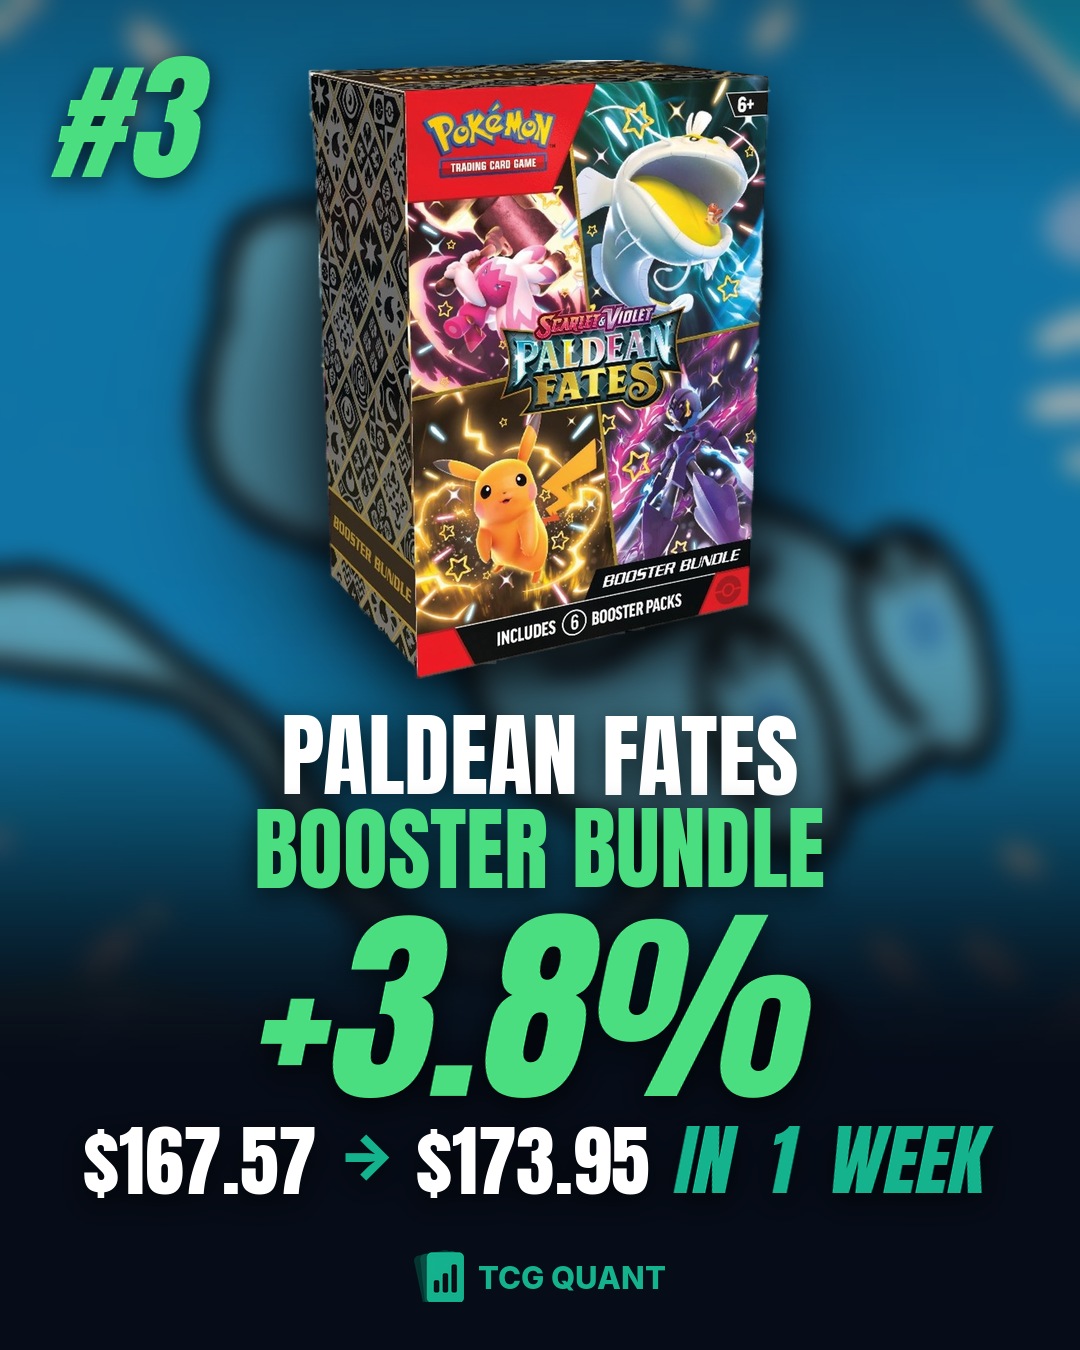 #3
6+
POKéMON
TRADING CARD GAME
SCARLET & VIOLET
PALDEAN
FATES
BOOSTER BUNDLE
BOOSTER BUNDLE
INCLUDES 6 BOOSTER PACKS
PALDEAN FATES
BOOSTER BUNDLE
+3.8%
$167.57 → $173.95 IN 1 WEEK
TCG QUANT